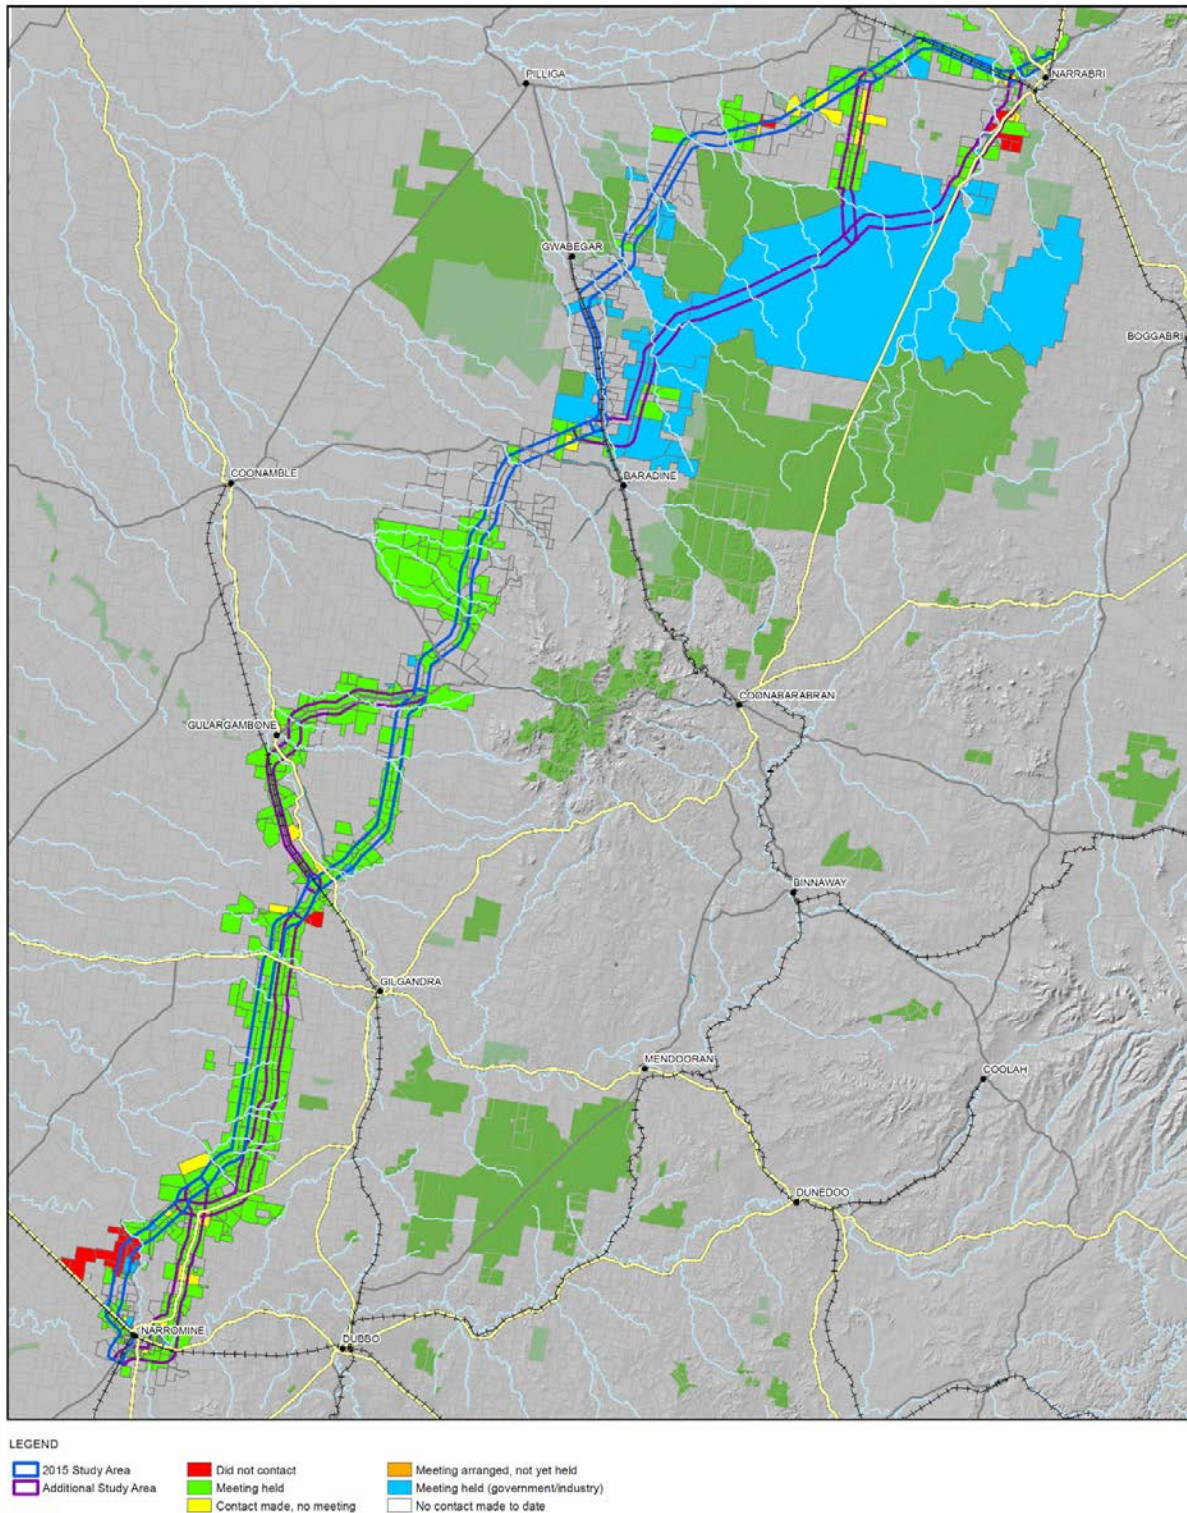 PILLIGA
NARRABRI
GWABEGAR
BOGGABRI
COONAMBLE
BARADINE
COONABARABRAN
GULARGAMBONE
BINNAWAY
GILGANDRA
MENDOORAN
COOLAH
DUNEDOO
NARROMINE
DUBBO
LEGEND
2015 Study Area
Additional Study Area
Did not contact
Meeting held
Contact made, no meeting
Meeting arranged, not yet held
Meeting held (government/industry)
No contact made to date